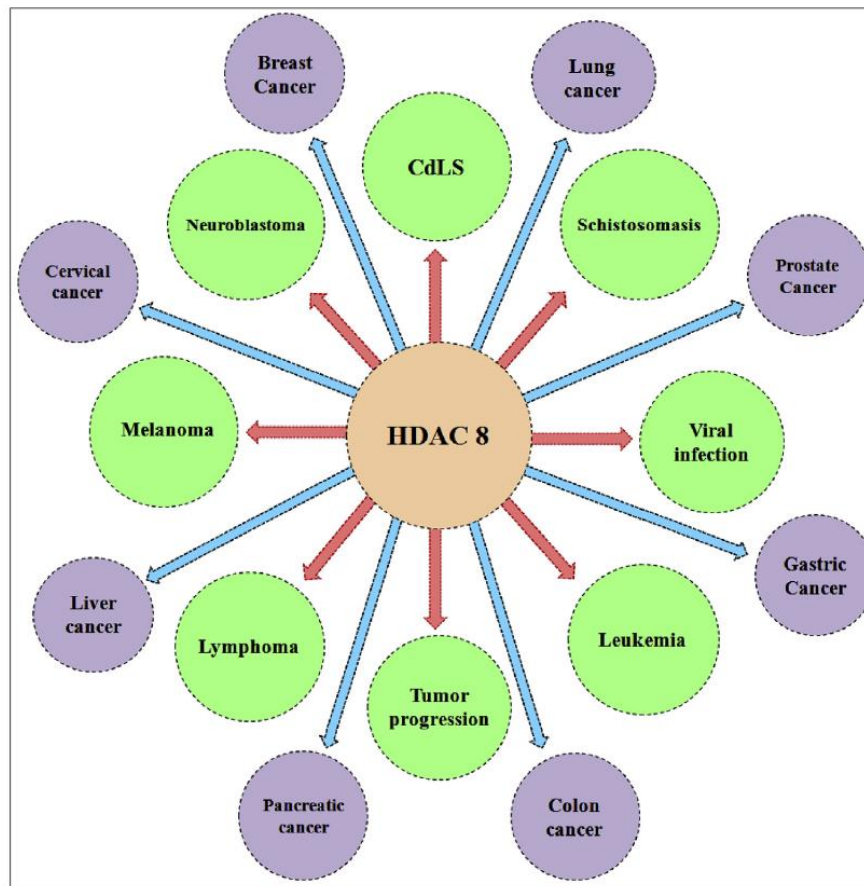 Breast
Cancer
Lung
cancer
CdLS
Neuroblastoma
Schistosomasis
Cervical
cancer
Prostate
Cancer
Melanoma
HDAC 8
Viral
infection
Gastric
Cancer
Liver
cancer
Lymphoma
Leukemia
Tumor
progression
Pancreatic
cancer
Colon
cancer